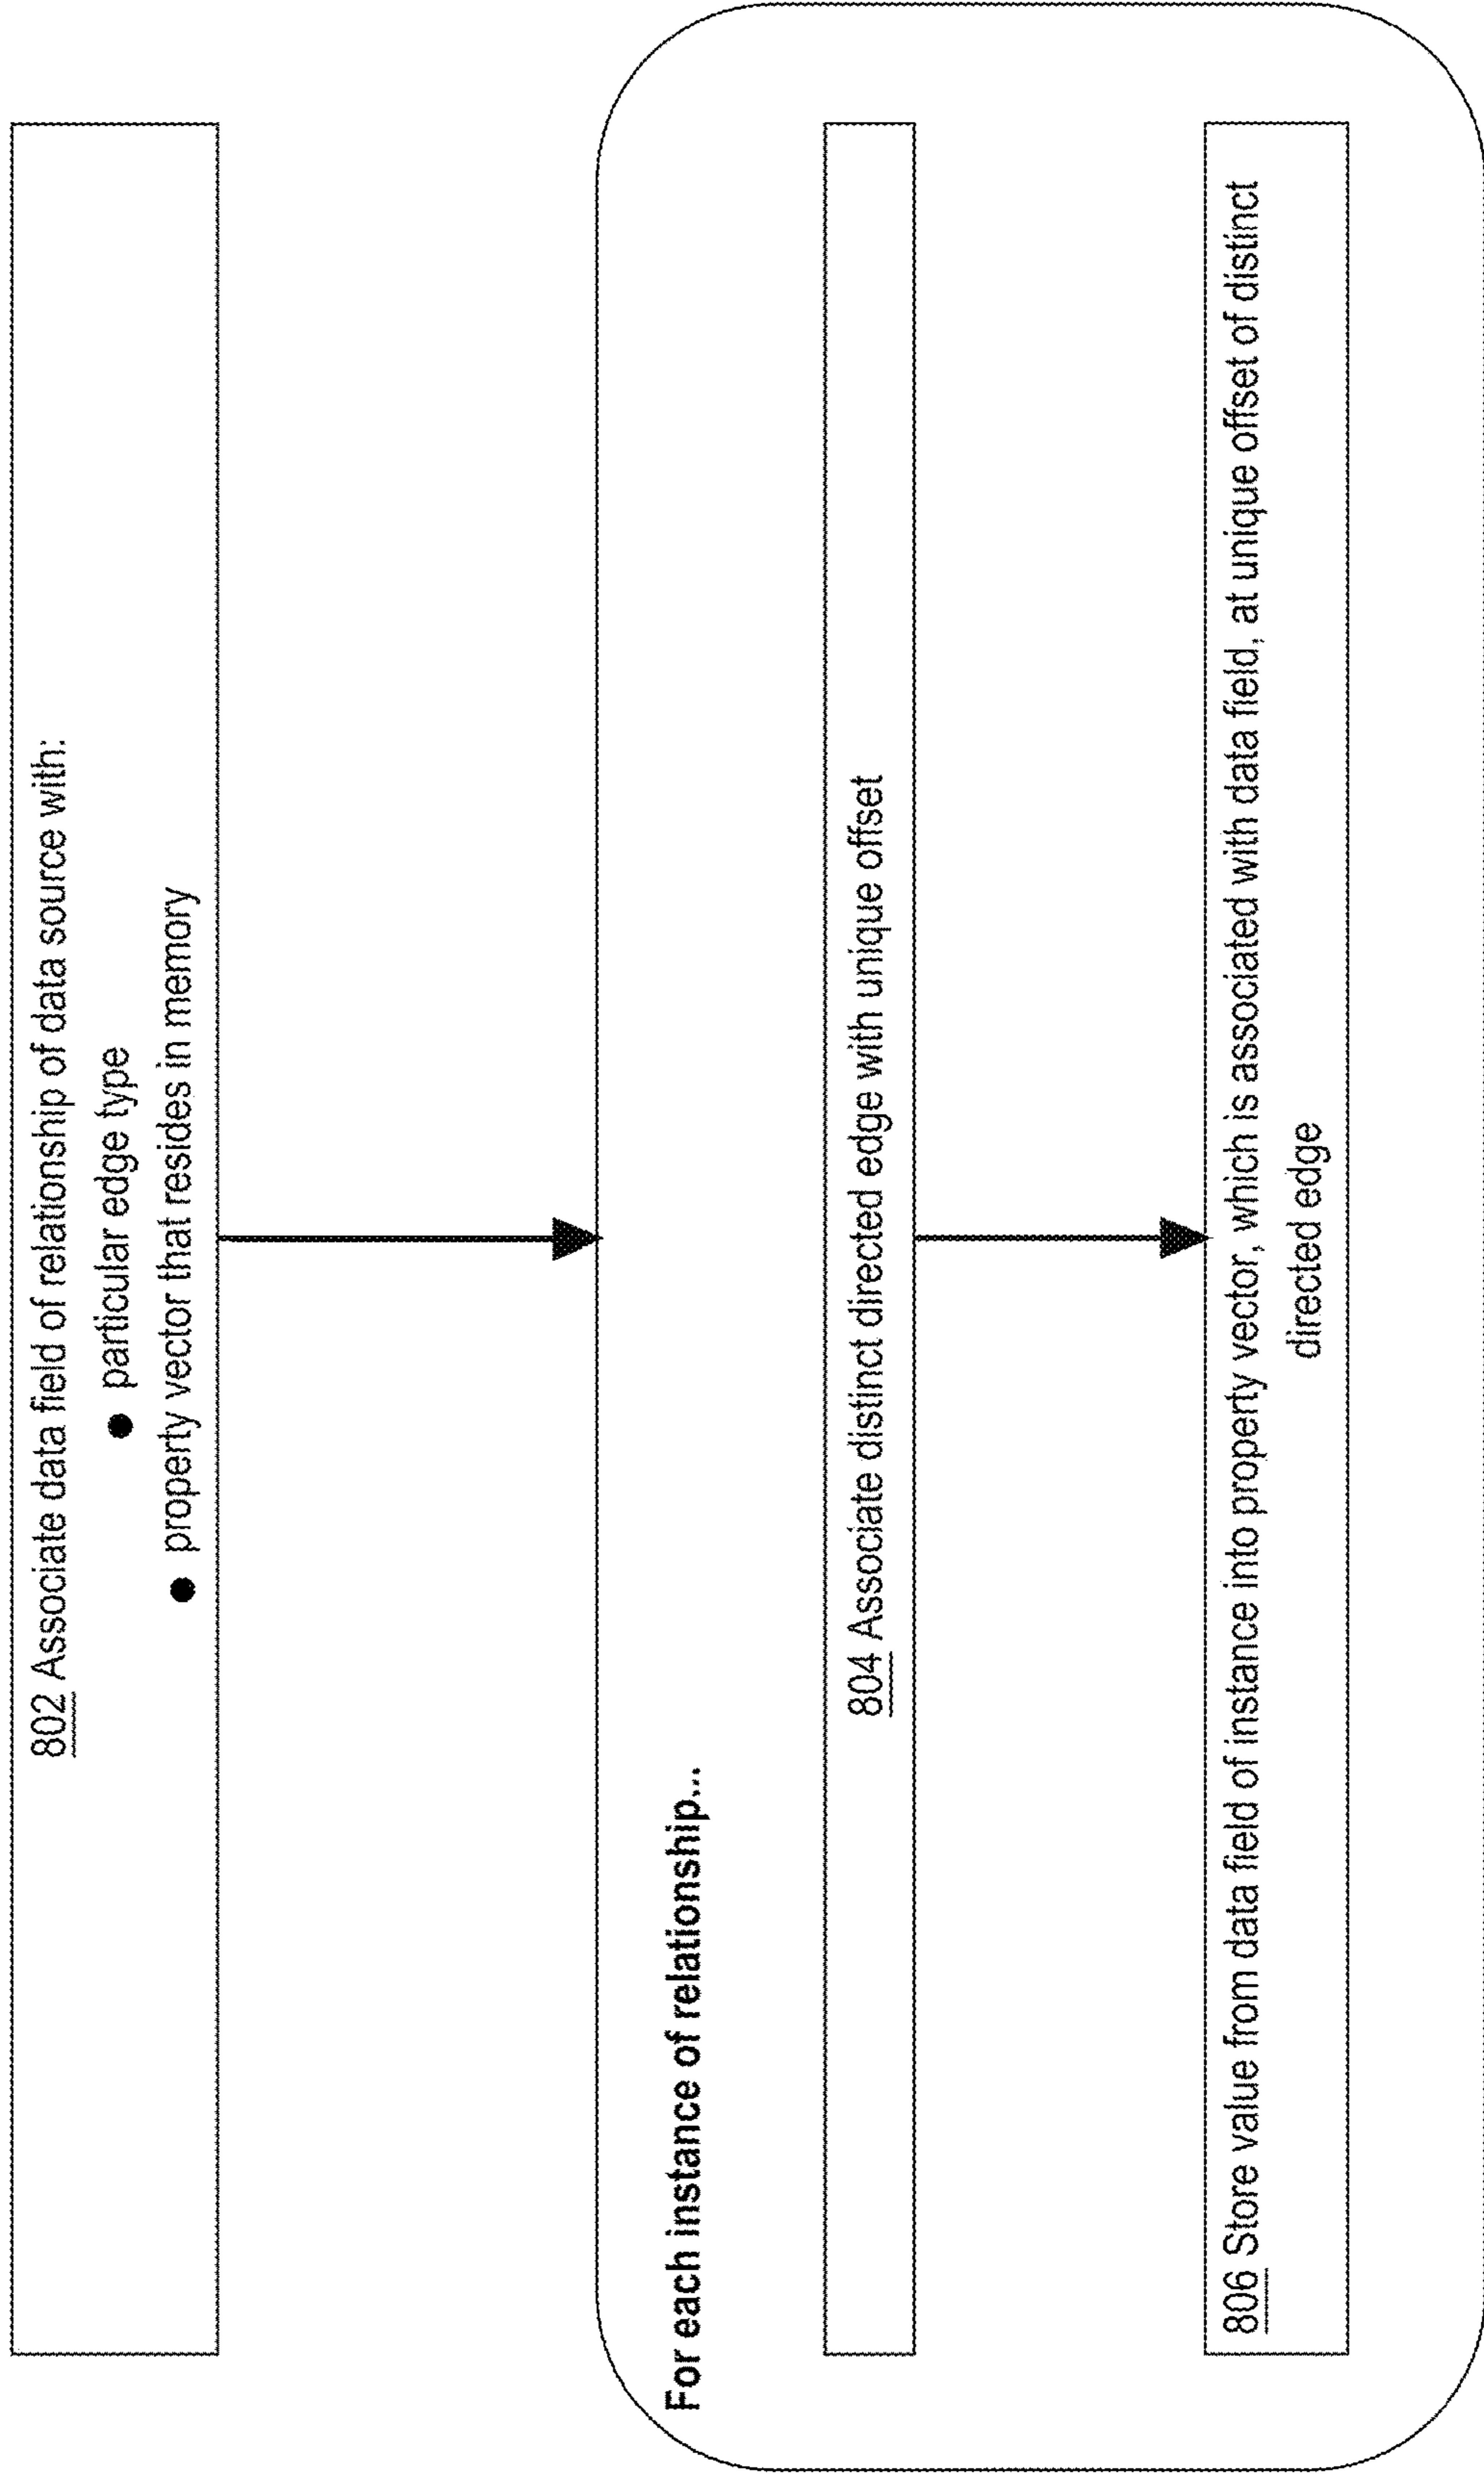 802 Associate data field of relationship of data source with:
● particular edge type
● property vector that resides in memory
For each instance of relationship...
804 Associate distinct directed edge with unique offset
806 Store value from data field of instance into property vector, which is associated with data field, at unique offset of distinct
directed edge